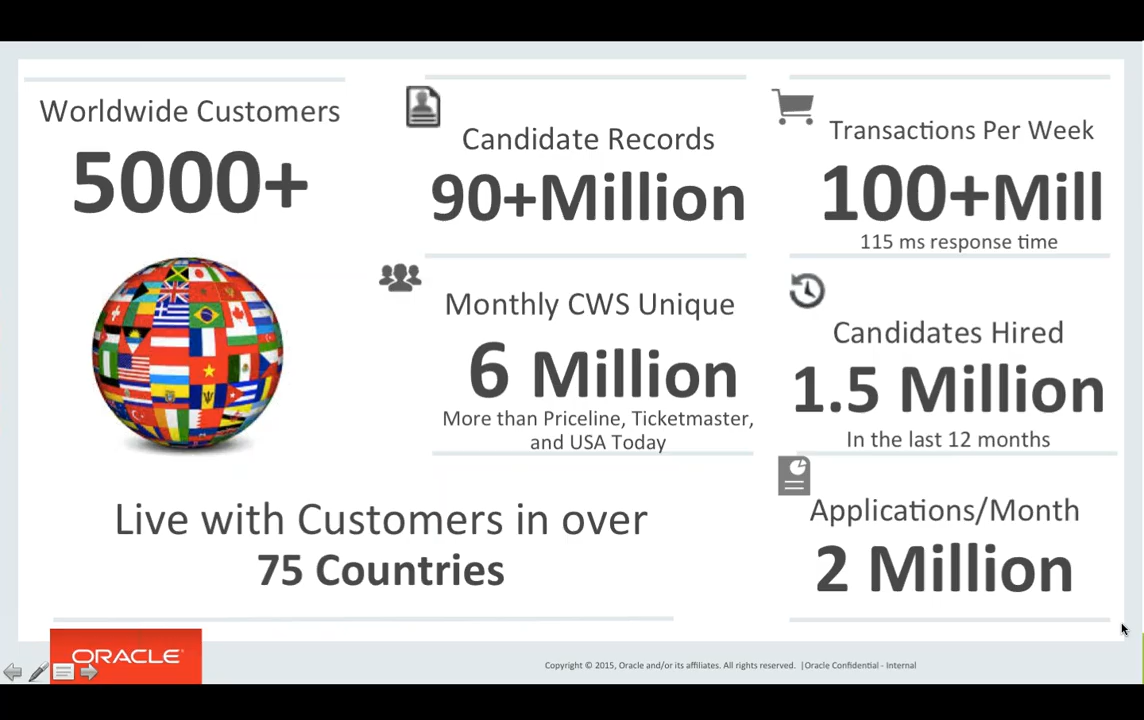 Worldwide Customers
5000+
Candidate Records
90+Million
Transactions Per Week
100+Mill
115 ms response time
Monthly CWS Unique
6 Million
More than Priceline, Ticketmaster,
and USA Today
Candidates Hired
1.5 Million
In the last 12 months
Live with Customers in over
75 Countries
Applications/Month
2 Million
ORACLE®
Copyright © 2015, Oracle and/or its affiliates. All rights reserved. |Oracle Confidential - Internal